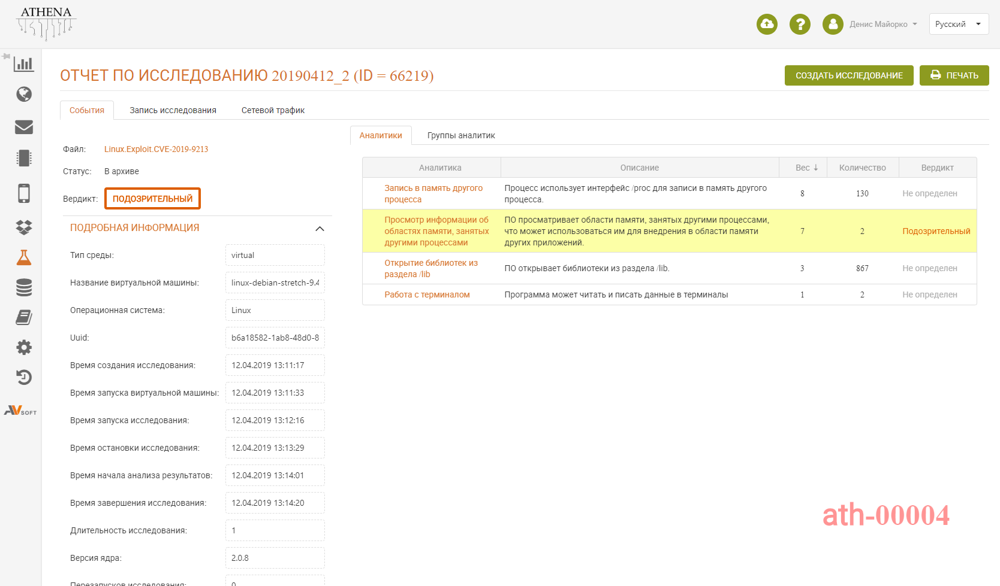 ATHENA
Денис Майорко
Русский
ОТЧЕТ ПО ИССЛЕДОВАНИЮ 20190412_2 (ID = 66219)
СОЗДАТЬ ИССЛЕДОВАНИЕ
ПЕЧАТЬ
События
Запись исследования
Сетевой трафик
Файл:
Linux.Exploit.CVE-2019-9213
Статус:
В архиве
Вердикт:
ПОДОЗРИТЕЛЬНЫЙ
ПОДРОБНАЯ ИНФОРМАЦИЯ
Тип среды:
virtual
Название виртуальной машины:
linux-debian-stretch-9.4
Операционная система:
Linux
Uuid:
b6a18582-1ab8-48d0-8
Время создания исследования:
12.04.2019 13:11:17
Время запуска виртуальной машины:
12.04.2019 13:11:33
Время запуска исследования:
12.04.2019 13:12:16
Время остановки исследования:
12.04.2019 13:13:29
Время начала анализа результатов:
12.04.2019 13:14:01
Время завершения исследования:
12.04.2019 13:14:20
Длительность исследования:
1
Версия ядра:
2.0.8
Перезапусков исследования:
0
Аналитики
Группы аналитик
Аналитика
Описание
Вес ↓
Количество
Вердикт
Запись в память другого
процесса
Процесс использует интерфейс /proc для записи в память другого
процесса.
8
130
Не определен
Просмотр информации об
областях памяти, занятых
другими процессами
ПО просматривает области памяти, занятых другими процессами,
что может использоваться им для внедрения в области памяти
других приложений.
7
2
Подозрительный
Открытие библиотек из
раздела /lib
ПО открывает библиотеки из раздела /lib.
3
867
Не определен
Работа с терминалом
Программа может читать и писать данные в терминалы
1
2
Не определен
AVSOFT
ath-00004